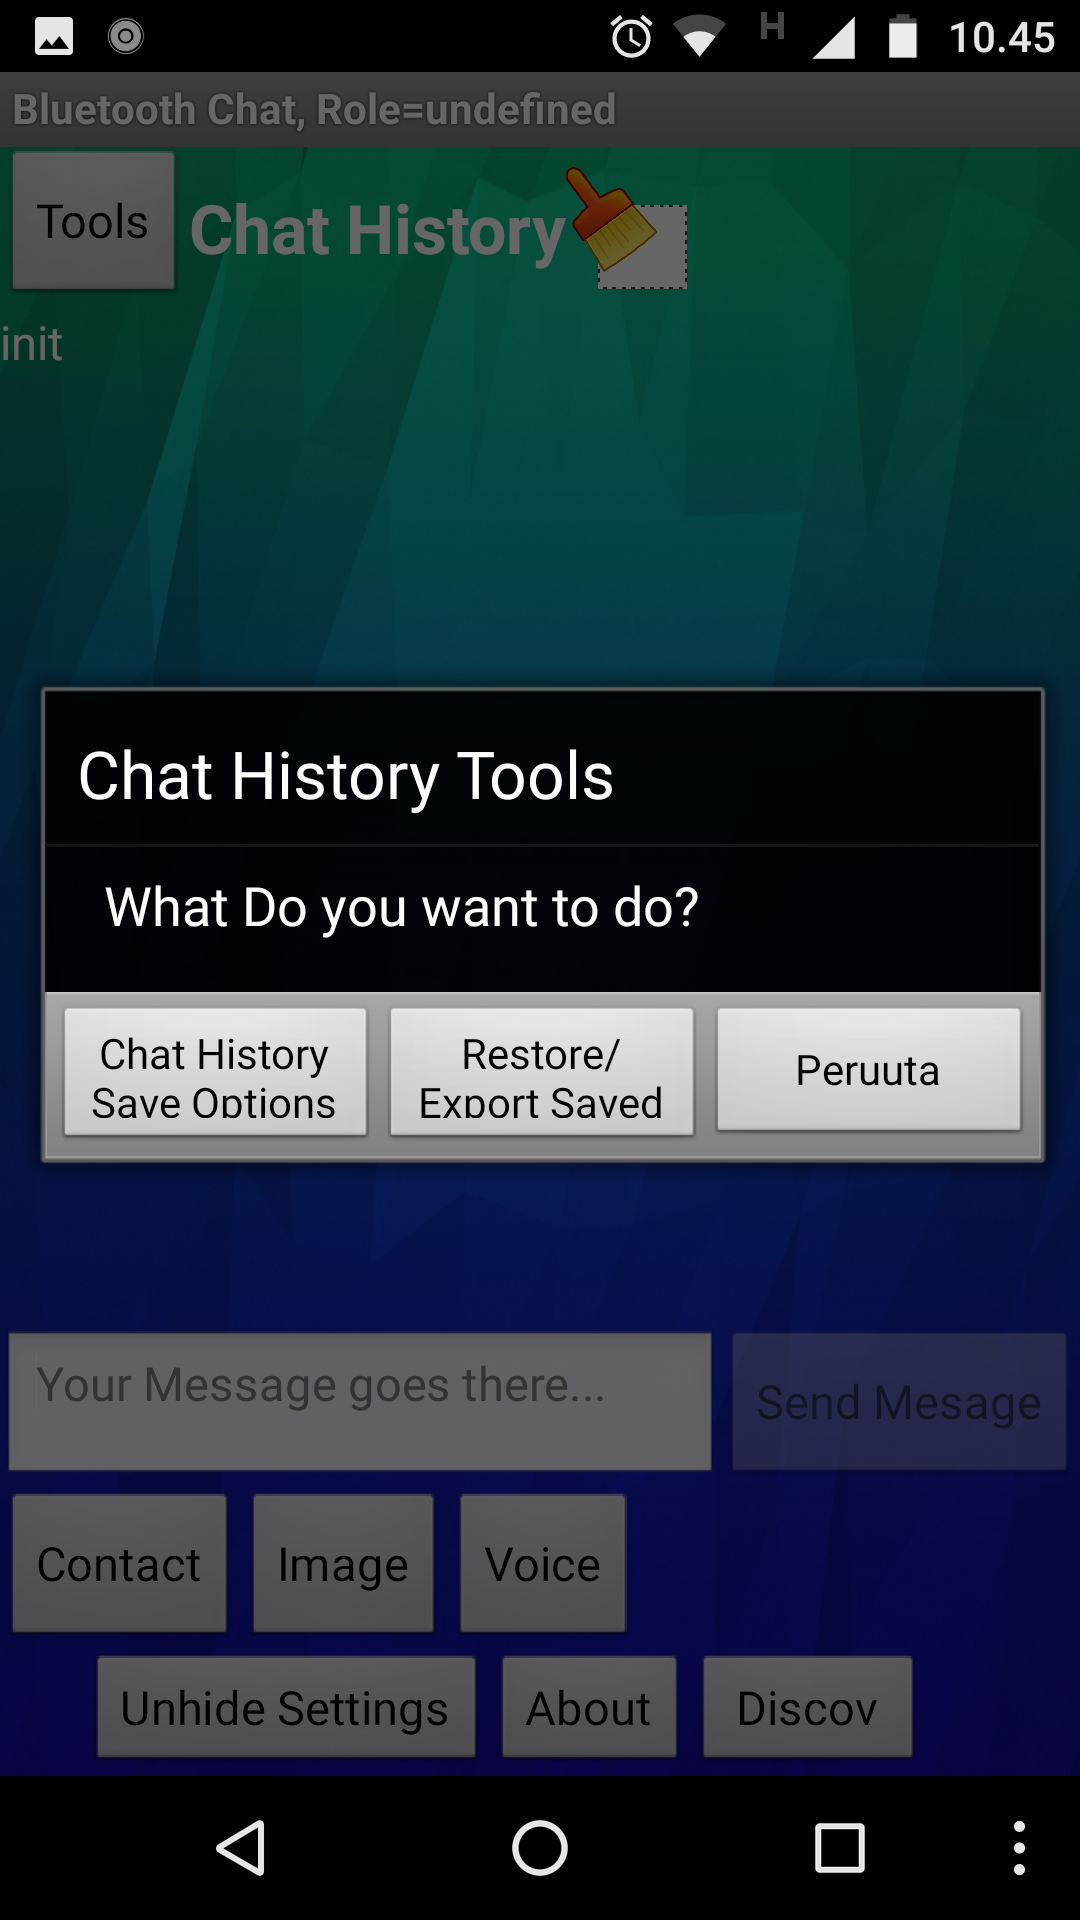 H 10.45
Bluetooth Chat, Role=undefined
Tools
Chat History
init
Chat History Tools
What Do you want to do?
Chat History
Save Options
Restore/
Export Saved
Peruuta
Your Message goes there...
Send Mesage
Contact
Image
Voice
Unhide Settings
About
Discov